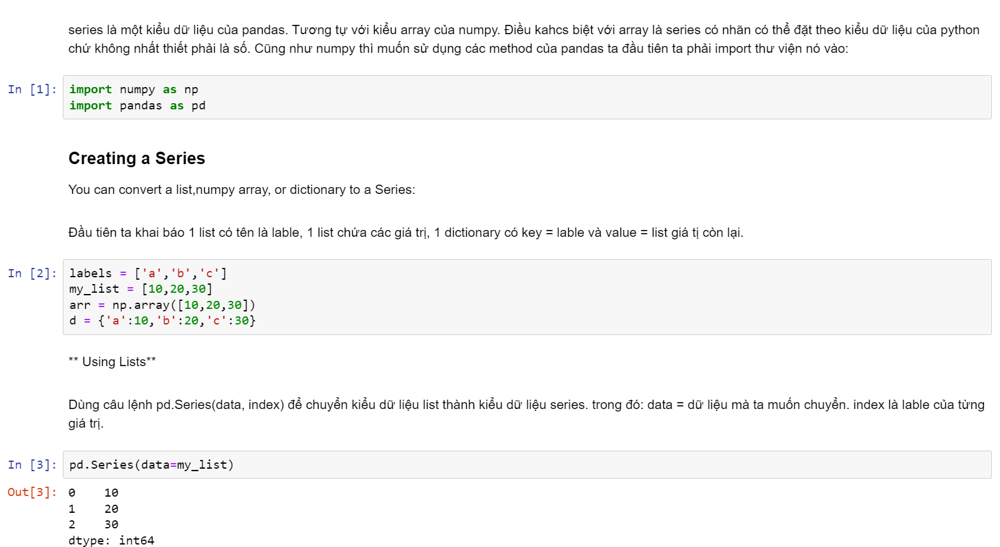 series là một kiểu dữ liệu của pandas. Tương tự với kiểu array của numpy. Điều kahcs biệt với array là series có nhãn có thể đặt theo kiểu dữ liệu của python
chứ không nhất thiết phải là số. Cũng như numpy thì muốn sử dụng các method của pandas ta đầu tiên ta phải import thư viện nó vào:
In [1]: import numpy as np
import pandas as pd
Creating a Series
You can convert a list,numpy array, or dictionary to a Series:
Đầu tiên ta khai báo 1 list có tên là lable, 1 list chứa các giá trị, 1 dictionary có key = lable và value = list giá tị còn lại.
In [2]: labels = ['a','b','c']
my_list = [10,20,30]
arr = np.array([10,20,30])
d = {'a':10,'b':20,'c':30}
** Using Lists**
Dùng câu lệnh pd.Series(data, index) để chuyển kiểu dữ liệu list thành kiểu dữ liệu series. trong đó: data = dữ liệu mà ta muốn chuyển. index là lable của từng
giá trị.
In [3]: pd.Series(data=my_list)
Out[3]: 0    10
1    20
2    30
dtype: int64